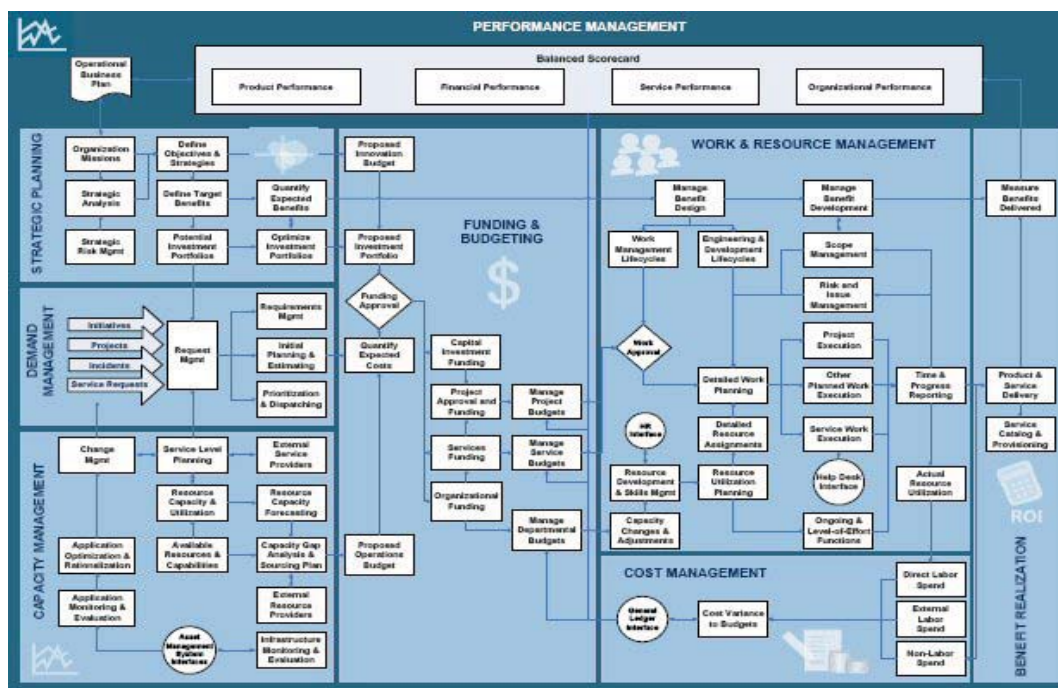 PERFORMANCE MANAGEMENT
Operational
Business
Plan
Balanced Scorecard
Product Performance
Financial Performance
Service Performance
Organizational Performance
STRATEGIC PLANNING
Organization
Missions
Define
Objectives &
Strategies
Strategic
Analysis
Define Target
Benefits
Quantify
Expected
Benefits
Strategic
Risk Mgmt
Potential
Investment
Portfolios
Optimize
Investment
Portfolios
DEMAND
MANAGEMENT
Initiatives
Projects
Incidents
Service Requests
Request
Mgmt
Requirements
Mgmt
Initial
Planning &
Estimating
Prioritization
& Dispatching
CAPACITY MANAGEMENT
Change
Mgmt
Service Level
Planning
External
Service
Providers
Resource
Capacity &
Utilization
Resource
Capacity
Forecasting
Application
Optimization &
Rationalization
Available
Resources &
Capabilities
Capacity Gap
Analysis &
Sourcing Plan
Application
Monitoring &
Evaluation
External
Resource
Providers
Asset
Management
System
Interfaces
Infrastructure
Monitoring &
Evaluation
FUNDING &
BUDGETING
$
Proposed
Innovation
Budget
Proposed
Investment
Portfolio
Funding
Approval
Quantify
Expected
Costs
Capital
Investment
Funding
Project
Approval and
Funding
Manage
Project
Budgets
Services
Funding
Manage
Service
Budgets
Organizational
Funding
Manage
Departmental
Budgets
Proposed
Operations
Budget
WORK & RESOURCE MANAGEMENT
Manage
Benefit
Design
Manage
Benefit
Development
Work
Management
Lifecycles
Engineering &
Development
Lifecycles
Scope
Management
Risk and
Issue
Management
Work
Approval
Project
Execution
Detailed Work
Planning
Other
Planned Work
Execution
Time &
Progress
Reporting
HR
Interface
Detailed
Resource
Assignments
Service Work
Execution
Resource
Development
& Skills Mgmt
Resource
Utilization
Planning
Help Desk
Interface
Actual
Resource
Utilization
Capacity
Changes &
Adjustments
Ongoing &
Level-of-Effort
Functions
COST MANAGEMENT
General
Ledger
Interface
Cost Variance
to Budgets
Direct Labor
Spend
External
Labor
Spend
Non-Labor
Spend
BENEFIT REALIZATION
Measure
Benefits
Delivered
Product &
Service
Delivery
Service
Catalog &
Provisioning
ROI